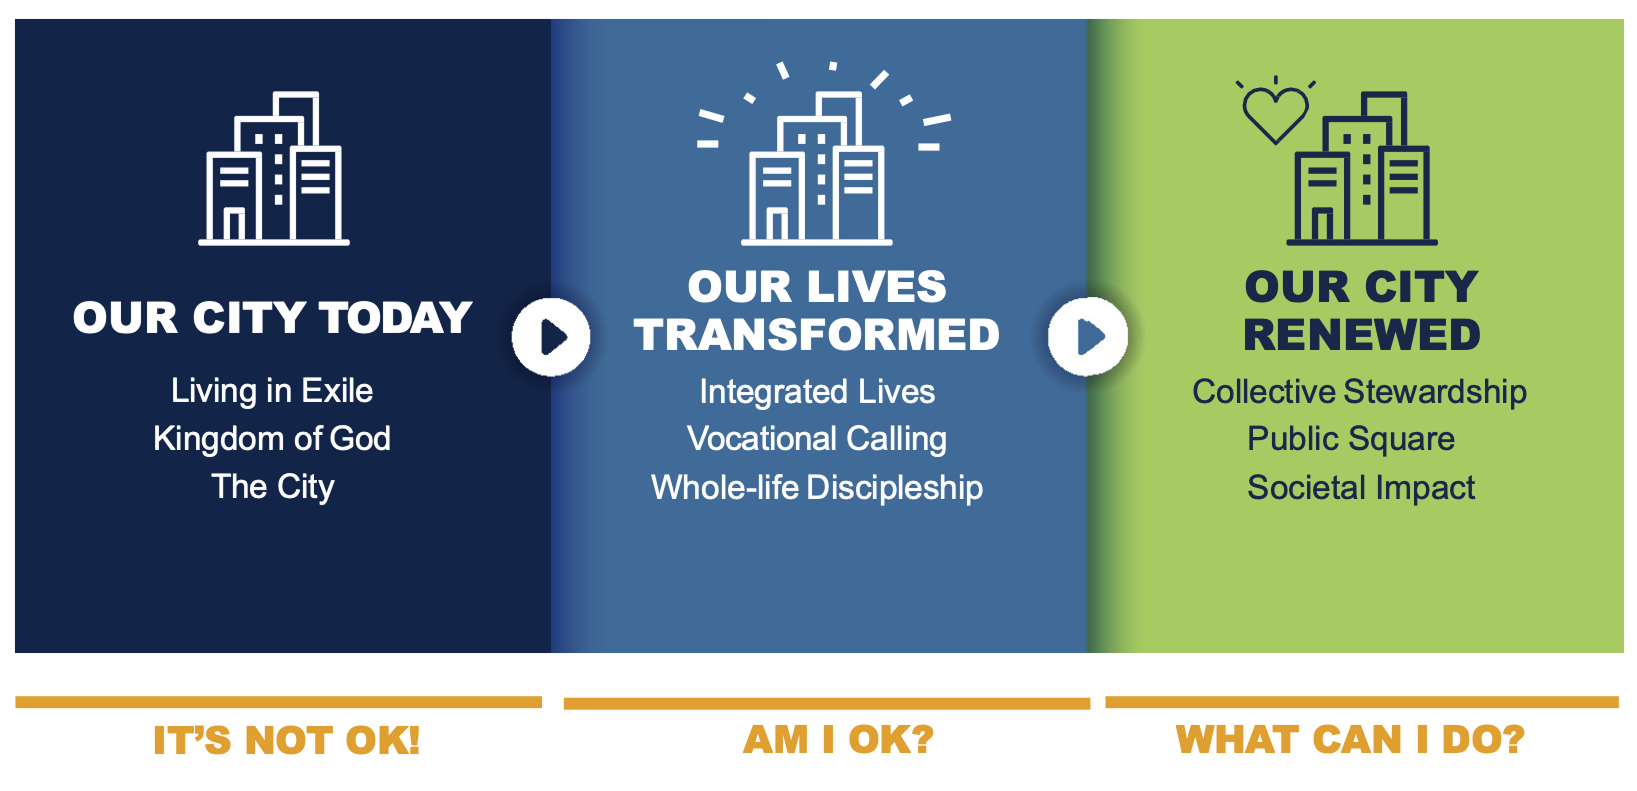 OUR CITY TODAY
Living in Exile
Kingdom of God
The City
OUR LIVES
TRANSFORMED
Integrated Lives
Vocational Calling
Whole-life Discipleship
OUR CITY
RENEWED
Collective Stewardship
Public Square
Societal Impact
IT’S NOT OK!
AM I OK?
WHAT CAN I DO?